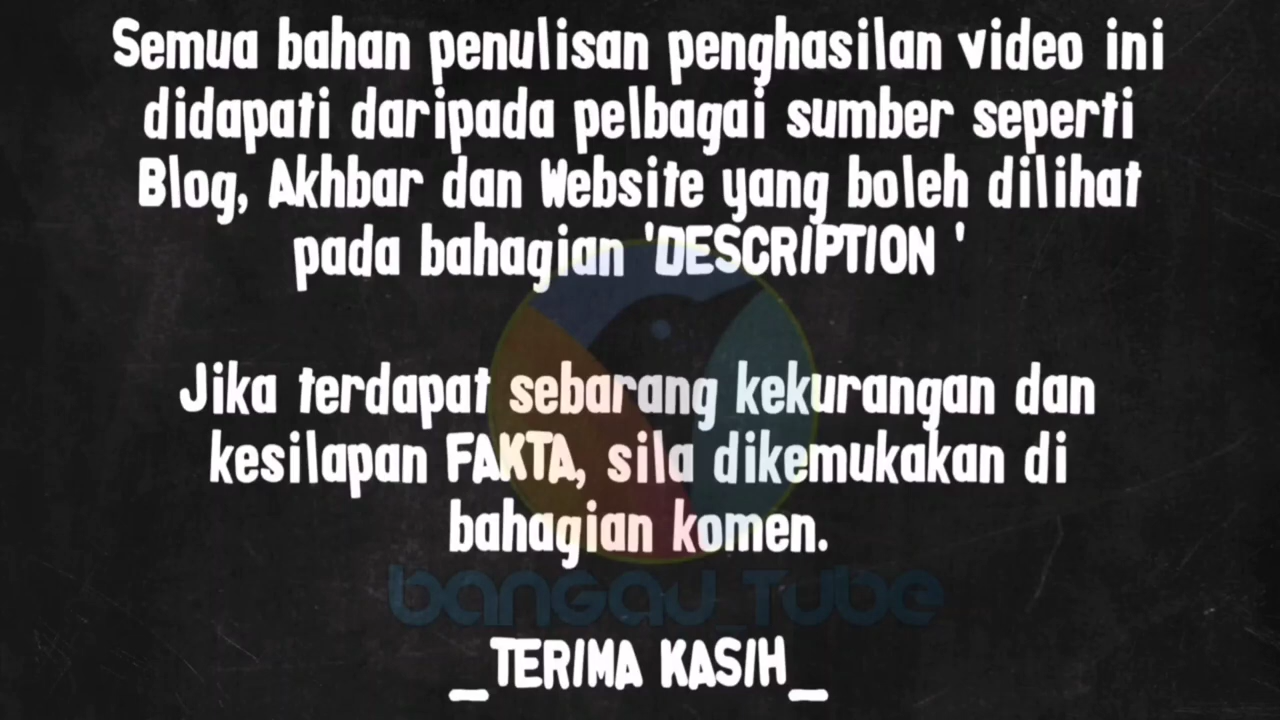 Semua bahan penulisan penghasilan video ini
didapati daripada pelbagai sumber seperti
Blog, Akhbar dan Website yang boleh dilihat
pada bahagian 'DESCRIPTION '
Jika terdapat sebarang kekurangan dan
kesilapan FAKTA, sila dikemukakan di
bahagian komen.
BANGAU_TUBE
_TERIMA KASIH_